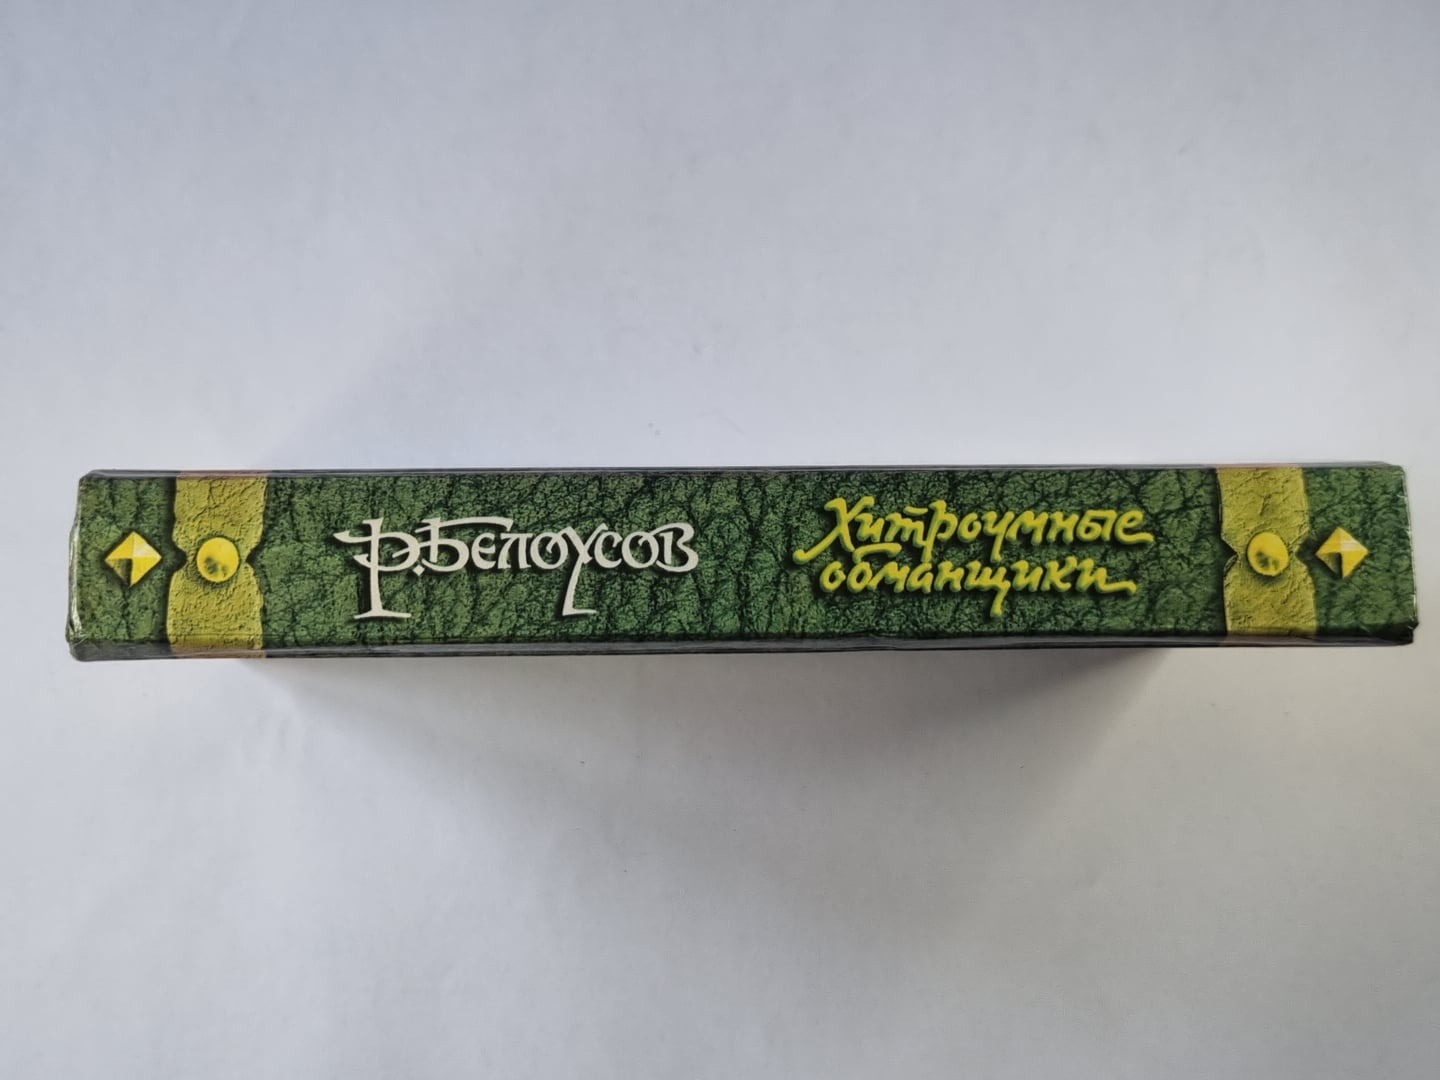 Р. Белоусов
Хитроумные
обманщики